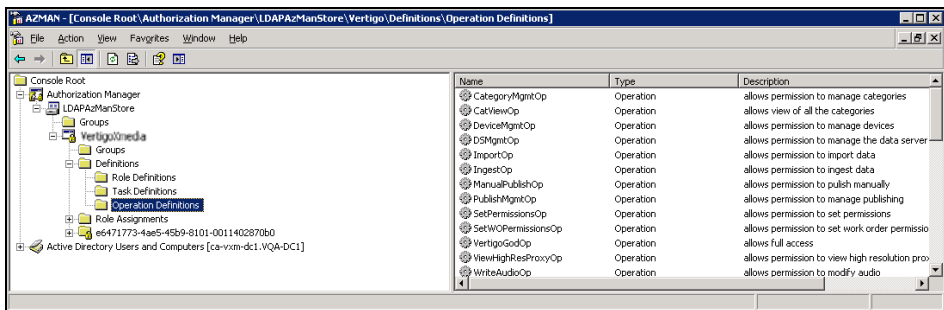 AZMAN - [Console Root\Authorization Manager\LDAPAzManStore\Vertigo\Definitions\Operation Definitions]
File Action View Favorites Window Help
Console Root
Authorization Manager
LDAPAzManStore
Groups
VertigoXmedia
Groups
Definitions
Role Definitions
Task Definitions
Operation Definitions
Role Assignments
e6471773-4ae5-45b9-8101-0011402870b0
Active Directory Users and Computers [ca-vxm-dc1.VQA-DC1]
Name Type Description
CategoryMgmtOp Operation allows permission to manage categories
CatViewOp Operation allows view of all the categories
DeviceMgmtOp Operation allows permission to manage devices
DSMgmtOp Operation allows permission to manage the data server
ImportOp Operation allows permission to import data
IngestOp Operation allows permission to ingest data
ManualPublishOp Operation allows permission to pulish manually
PublishMgmtOp Operation allows permission to manage publishing
SetPermissionsOp Operation allows permission to set permissions
SetWOPermissionsOp Operation allows permission to set work order permissio
VertigoGodOp Operation allows full access
ViewHighResProxyOp Operation allows permission to view high resolution prox
WriteAudioOp Operation allows permission to modify audio